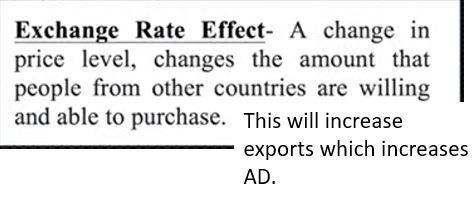 Exchange Rate Effect- A change in
price level, changes the amount that
people from other countries are willing
and able to purchase.
This will increase
exports which increases
AD.